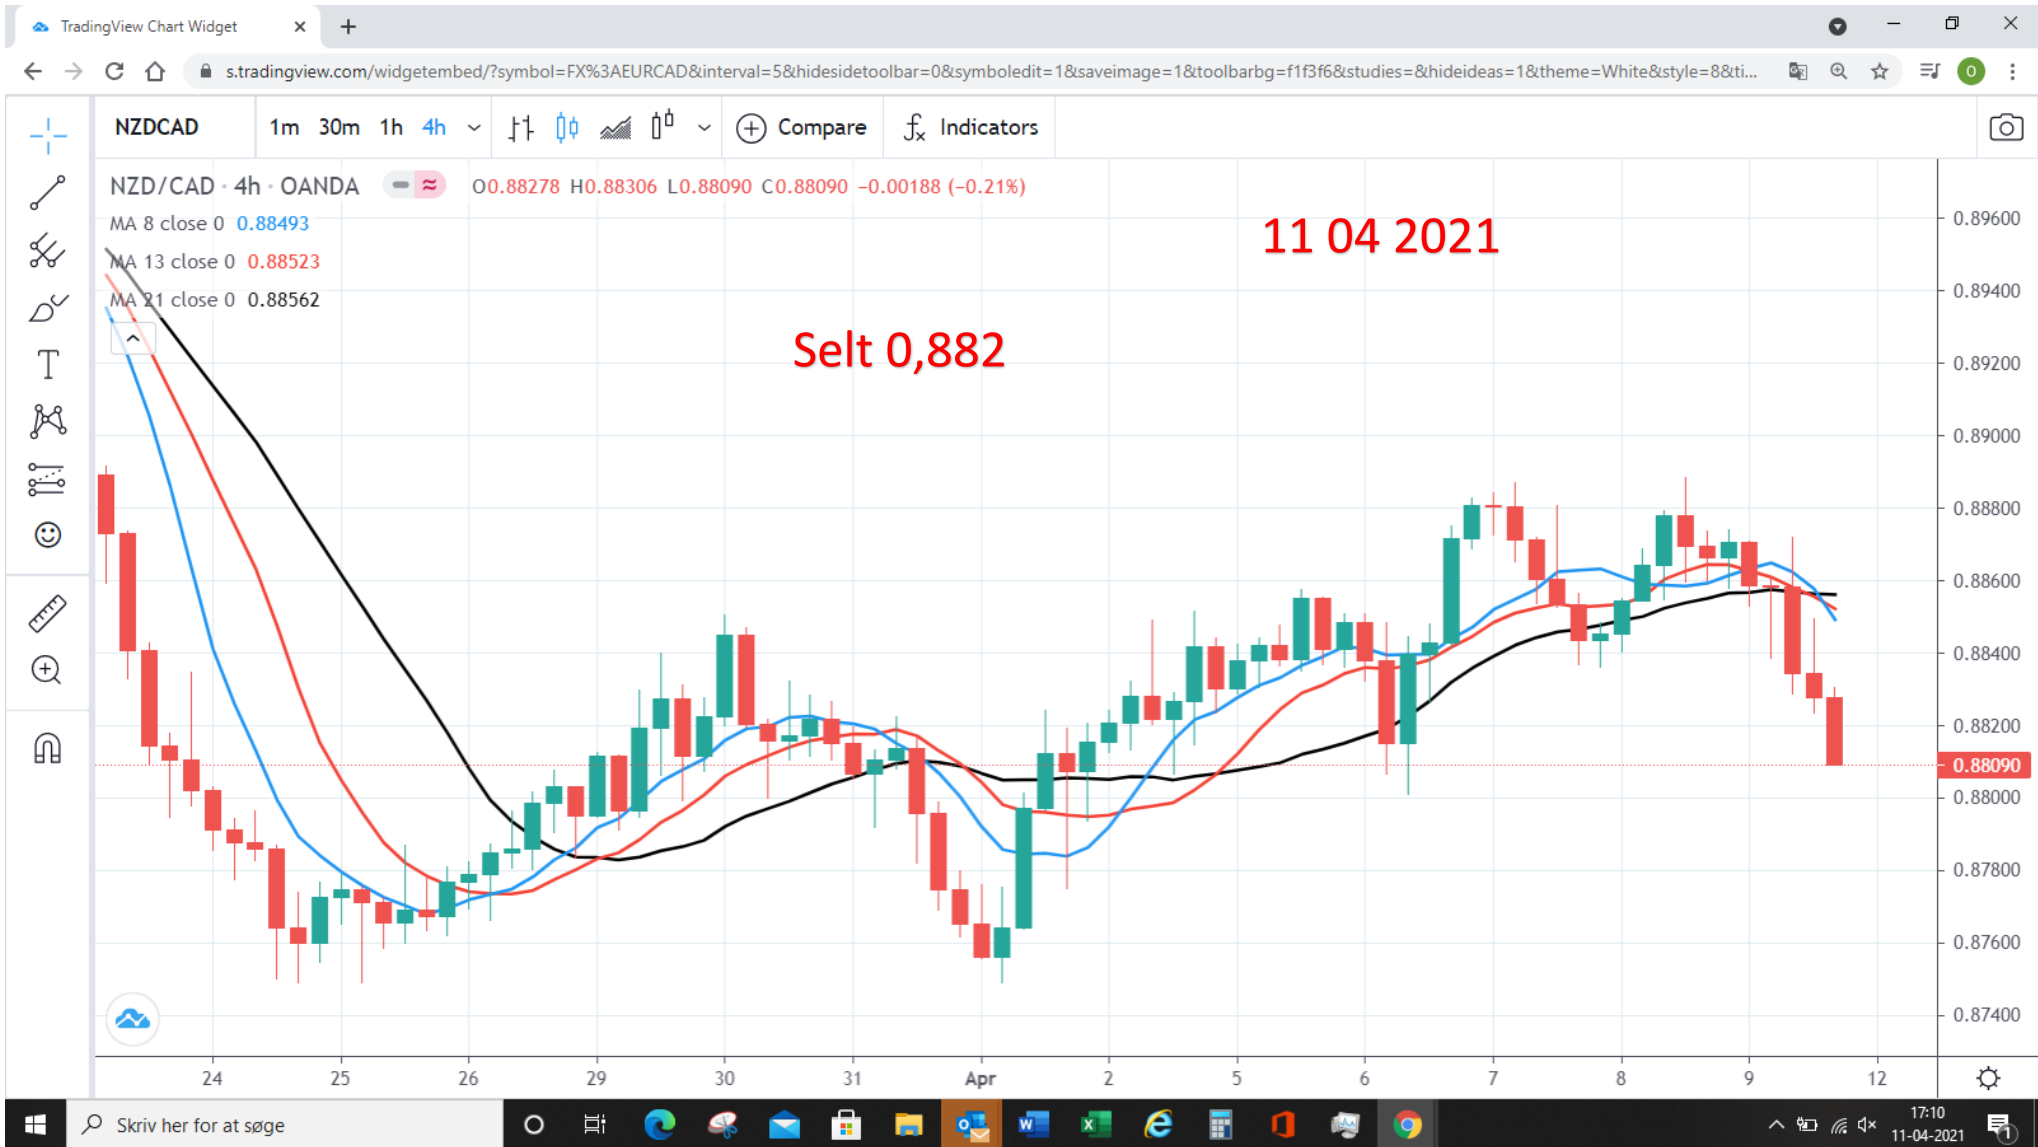 TradingView Chart Widget
s.tradingview.com/widgetembed/?symbol=FX%3AEURCAD&interval=5&hidesidetoolbar=0&symboledit=1&saveimage=1&toolbarbg=f1f3f6&studies=&hideideas=1&theme=White&style=8&ti...
O
NZDCAD 1m 30m 1h 4h Compare Indicators
NZD/CAD · 4h · OANDA O0.88278 H0.88306 L0.88090 C0.88090 −0.00188 (−0.21%)
MA 8 close 0 0.88493
MA 13 close 0 0.88523
MA 21 close 0 0.88562
11 04 2021
Selt 0,882
0.89600
0.89400
0.89200
0.89000
0.88800
0.88600
0.88400
0.88200
0.88090
0.88000
0.87800
0.87600
0.87400
24 25 26 29 30 31 Apr 2 5 6 7 8 9 12
Skriv her for at søge
17:10
11-04-2021
1